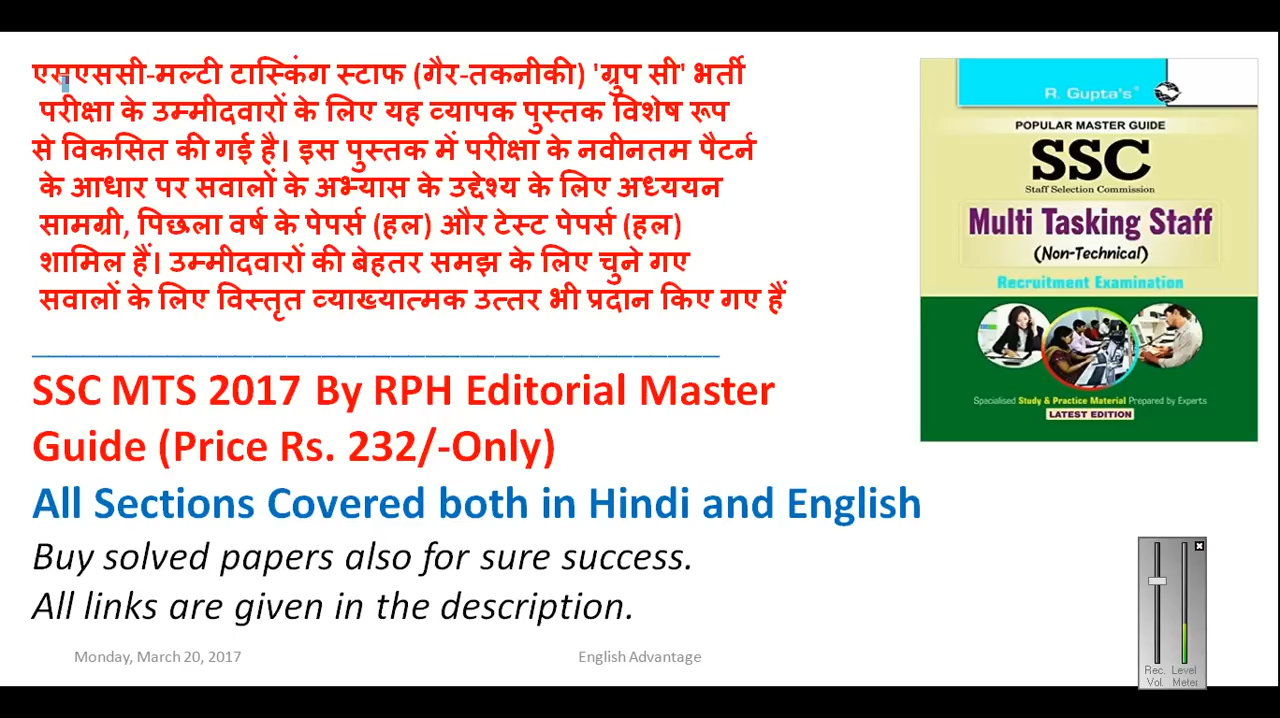 एसएससी-मल्टी टास्किंग स्टाफ (गैर-तकनीकी) 'ग्रुप सी' भर्ती
परीक्षा के उम्मीदवारों के लिए यह व्यापक पुस्तक विशेष रूप
से विकसित की गई है। इस पुस्तक में परीक्षा के नवीनतम पैटर्न
के आधार पर सवालों के अभ्यास के उद्देश्य के लिए अध्ययन
सामग्री, पिछला वर्ष के पेपर्स (हल) और टेस्ट पेपर्स (हल)
शामिल हैं। उम्मीदवारों की बेहतर समझ के लिए चुने गए
सवालों के लिए विस्तृत व्याख्यात्मक उत्तर भी प्रदान किए गए हैं
SSC MTS 2017 By RPH Editorial Master
Guide (Price Rs. 232/-Only)
All Sections Covered both in Hindi and English
Buy solved papers also for sure success.
All links are given in the description.
Monday, March 20, 2017
English Advantage
R. Gupta's®
POPULAR MASTER GUIDE
SSC
Staff Selection Commission
Multi Tasking Staff
(Non-Technical)
Recruitment Examination
Specialised Study & Practice Material Prepared by Experts
LATEST EDITION
Rec. Level
Vol. Meter